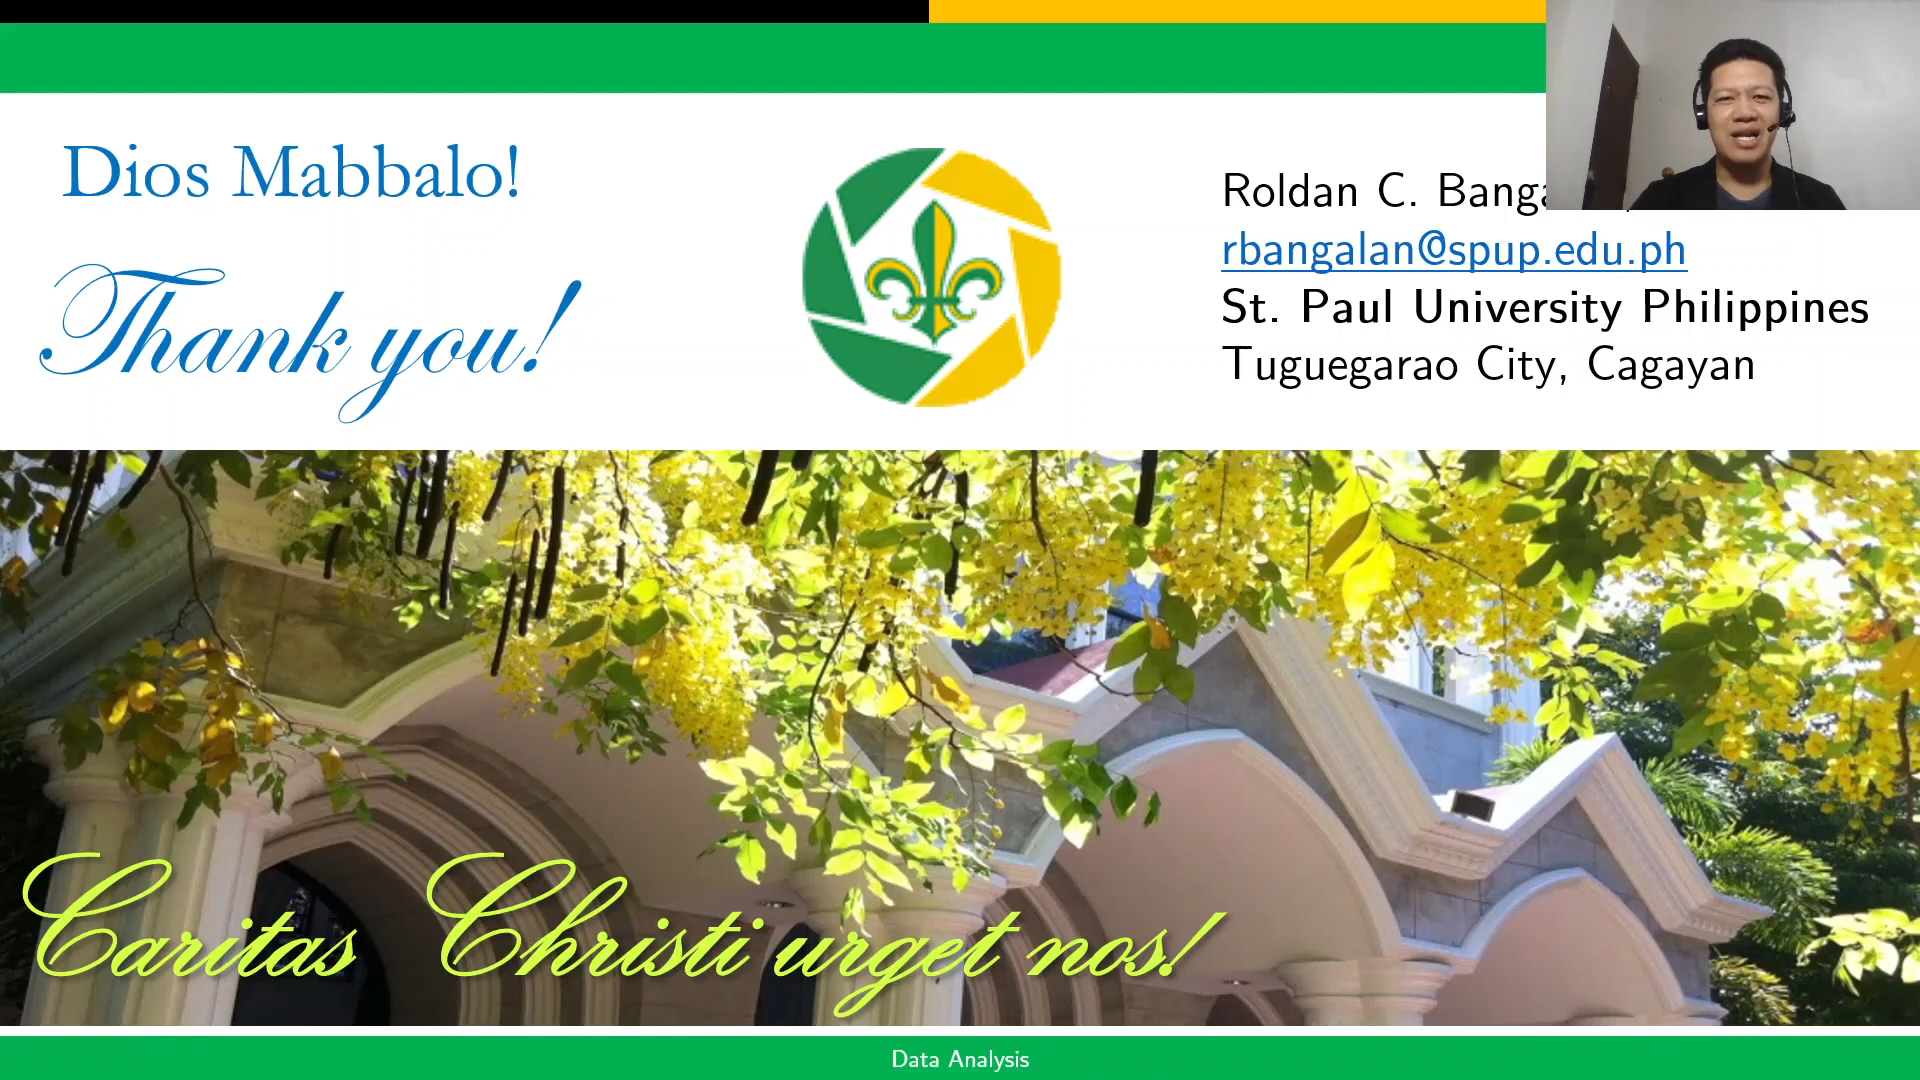 Dios Mabbalo!
Thank you!
Roldan C.
rbangalan@spup.edu.ph
St. Paul University Philippines
Tuguegarao City, Cagayan
Caritas Christi urget nos!
Data Analysis